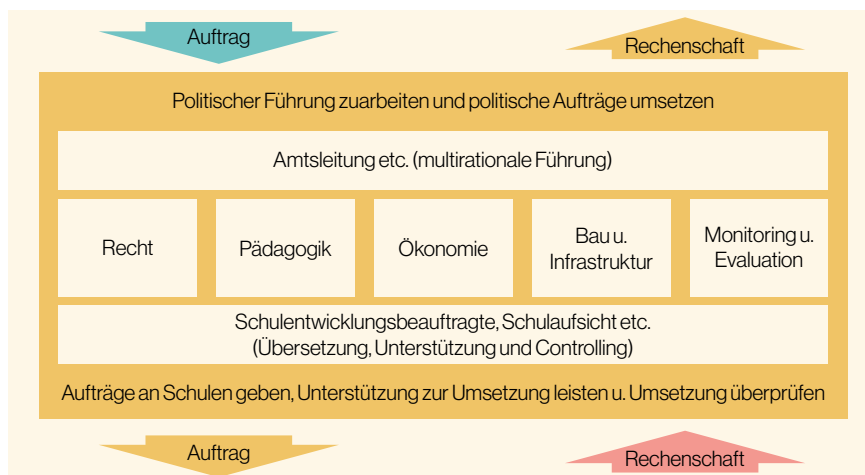 Auftrag
Rechenschaft
Politischer Führung zuarbeiten und politische Aufträge umsetzen
Amtsleitung etc. (multirationale Führung)
Recht
Pädagogik
Ökonomie
Bau u.
Infrastruktur
Monitoring u.
Evaluation
Schulentwicklungsbeauftragte, Schulaufsicht etc.
(Übersetzung, Unterstützung und Controlling)
Aufträge an Schulen geben, Unterstützung zur Umsetzung leisten u. Umsetzung überprüfen
Auftrag
Rechenschaft